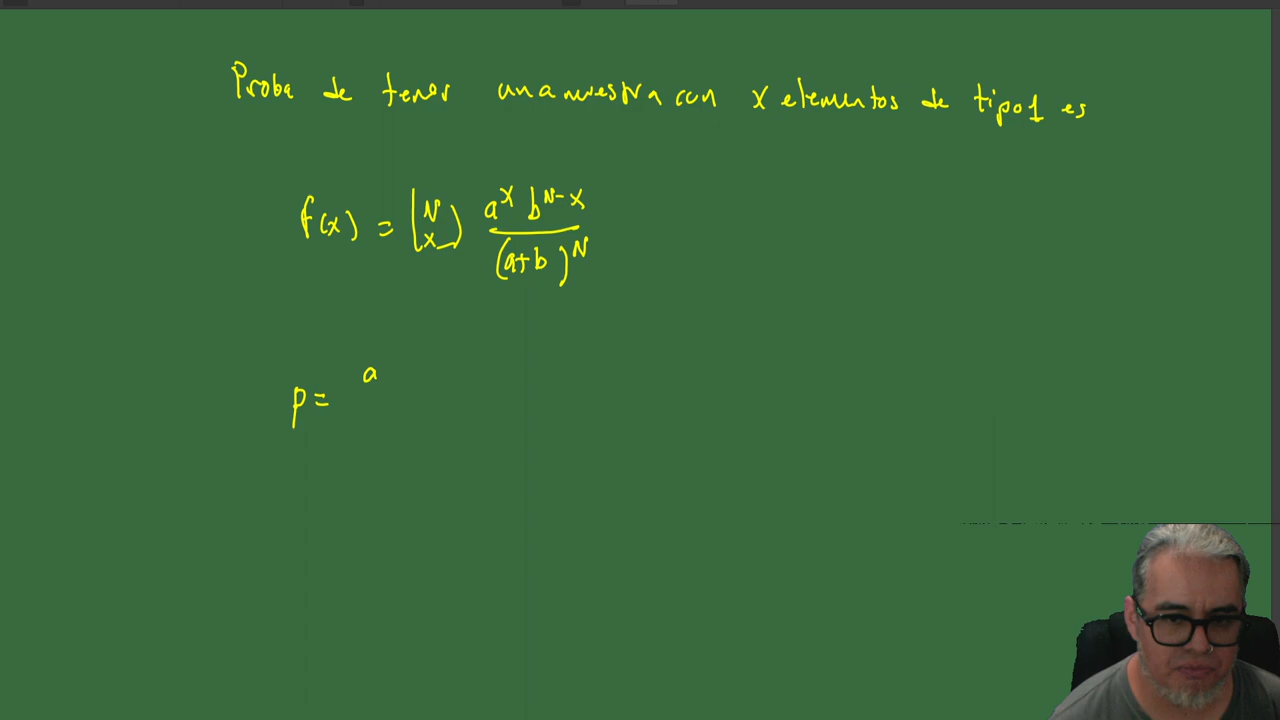 Proba de tener una muestra con x elementos de tipo 1 es
f(x) = (N x) a^x b^{N-x} / (a+b)^N
p = a